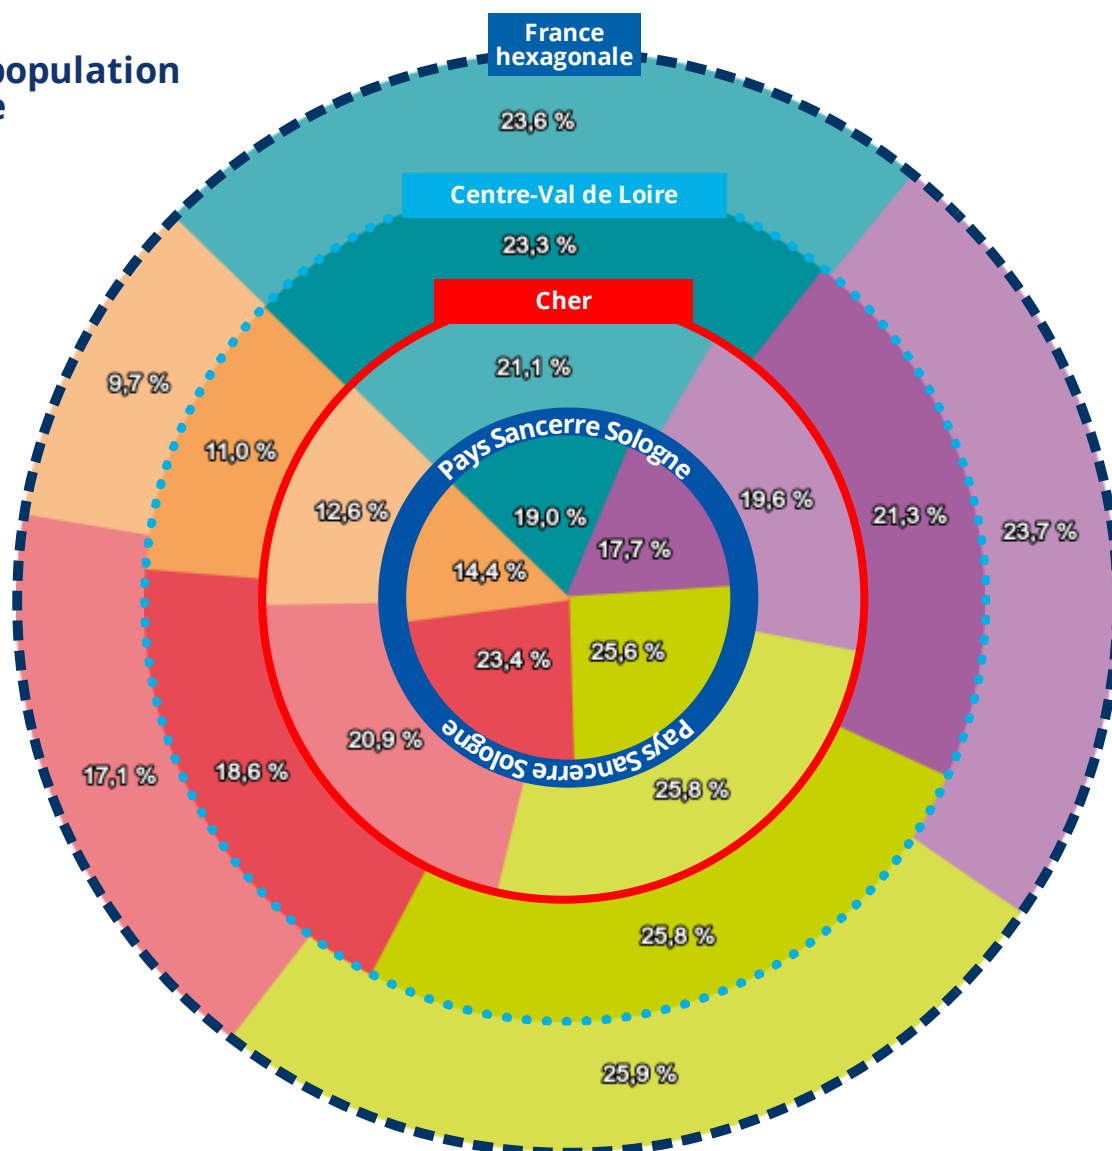 France
hexagonale
population
e
23,6 %
Centre-Val de Loire
23,3 %
Cher
21,1 %
9,7 %
11,0 %
12,6 %
Pays Sancerre Sologne
19,0 %
17,7 %
14,4 %
19,6 %
21,3 %
23,7 %
23,4 %
25,6 %
20,9 %
18,6 %
17,1 %
Pays Sancerre Sologne
25,8 %
25,8 %
25,9 %